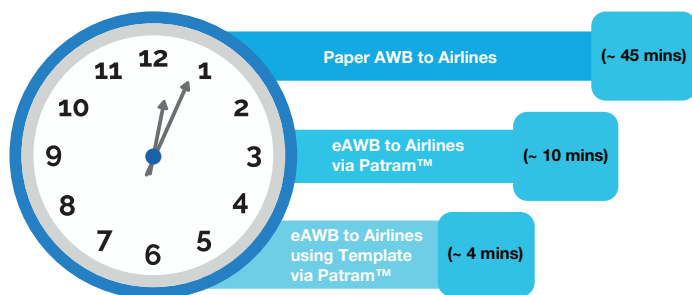 12
1
2
3
4
5
6
7
8
9
10
11
Paper AWB to Airlines
(~ 45 mins)
eAWB to Airlines
via Patram™
(~ 10 mins)
eAWB to Airlines
using Template
via Patram™
(~ 4 mins)